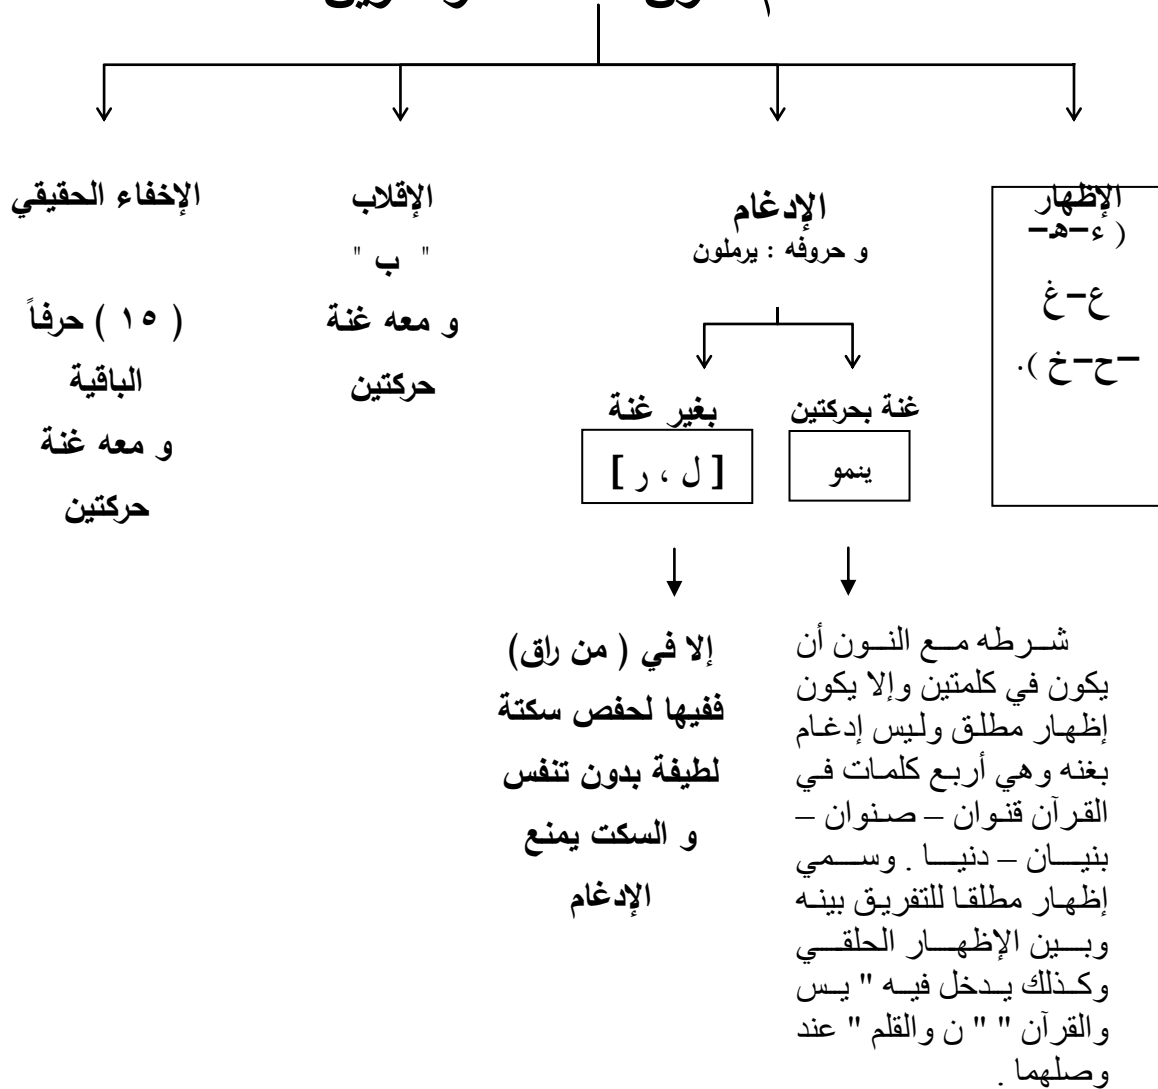 الإظهار
( ء–هـ–
ع–غ
–ح–خ ).
الإدغام
و حروفه : يرملون
غنة بحركتين
ينمو
شرطه مع النون أن
يكون في كلمتين وإلا يكون
إظهار مطلق وليس إدغام
بغنه وهي أربع كلمات في
القرآن قنوان – صنوان –
بنيان – دنيا . وسمي
إظهار مطلقا للتفريق بينه
وبين الإظهار الحلقي
وكذلك يدخل فيه " يس
والقرآن " " ن والقلم " عند
وصلهما .
بغير غنة
[ ل ، ر ]
إلا في ( من راق)
ففيها لحفص سكتة
لطيفة بدون تنفس
و السكت يمنع
الإدغام
الإقلاب
" ب "
و معه غنة
حركتين
الإخفاء الحقيقي
( ١٥ ) حرفاً
الباقية
و معه غنة
حركتين